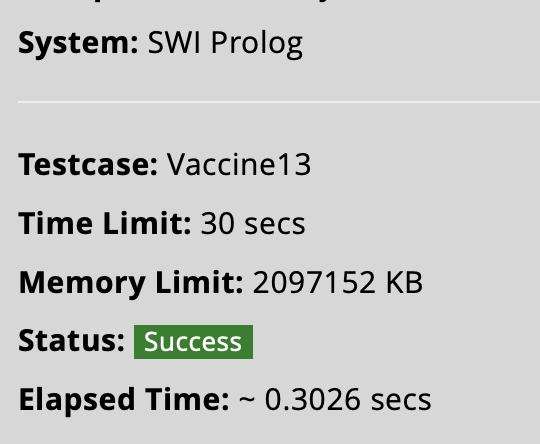 System: SWI Prolog
Testcase: Vaccine13
Time Limit: 30 secs
Memory Limit: 2097152 KB
Status: Success
Elapsed Time: ~ 0.3026 secs